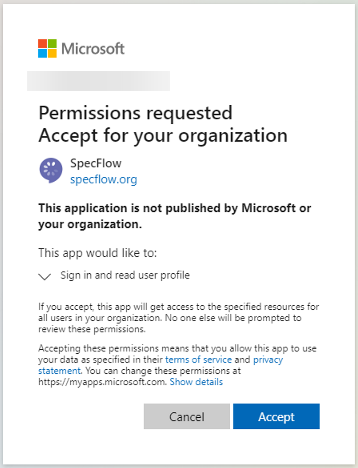 Microsoft
Permissions requested
Accept for your organization
SpecFlow
specflow.org
This application is not published by Microsoft or
your organization.
This app would like to:
Sign in and read user profile
If you accept, this app will get access to the specified resources for
all users in your organization. No one else will be prompted to
review these permissions.
Accepting these permissions means that you allow this app to use
your data as specified in their terms of service and privacy
statement. You can change these permissions at
https://myapps.microsoft.com. Show details
Cancel
Accept